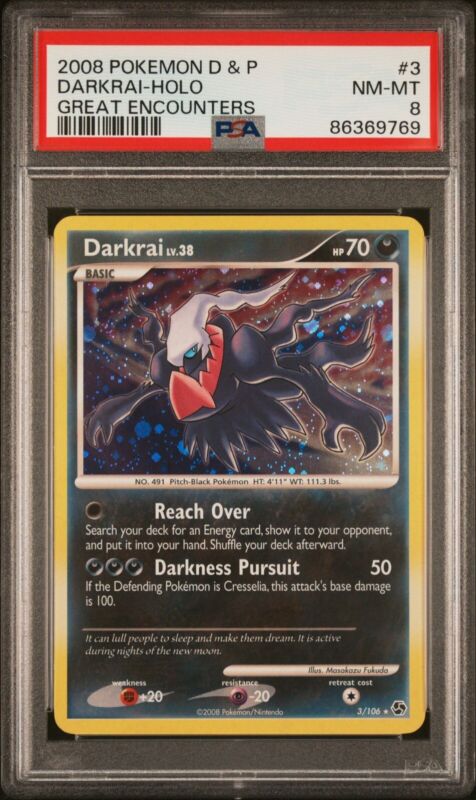 2008 POKEMON D & P #3
DARKRAI-HOLO NM-MT
GREAT ENCOUNTERS 8
PSA 86369769
Darkrai LV.38 HP 70
BASIC
NO. 491 Pitch-Black Pokémon HT: 4'11" WT: 111.3 lbs.
Reach Over
Search your deck for an Energy card, show it to your opponent,
and put it into your hand. Shuffle your deck afterward.
Darkness Pursuit 50
If the Defending Pokémon is Cresselia, this attack's base damage
is 100.
It can lull people to sleep and make them dream. It is active
during nights of the new moon.
Illus. Masakazu Fukuda
weakness resistance retreat cost
+20 -20
©2008 Pokémon/Nintendo 3/106 ★
PSA